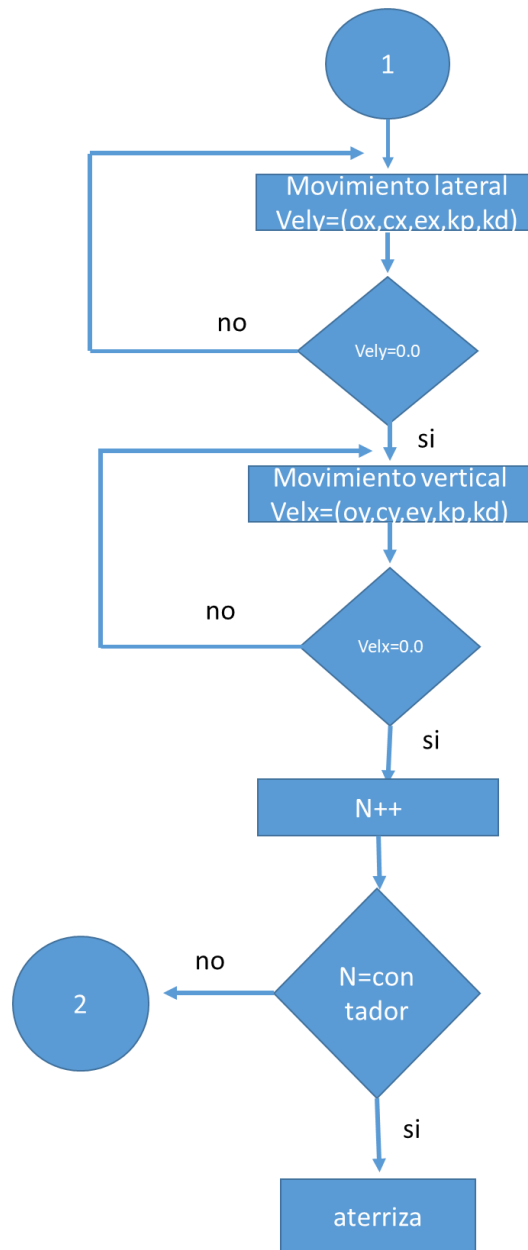 1
Movimiento lateral
Vely=(ox,cx,ex,kp,kd)
no
Vely=0.0
si
Movimiento vertical
Velx=(oy,cy,ey,kp,kd)
no
Velx=0.0
si
N++
no
2
N=con
tador
si
aterriza